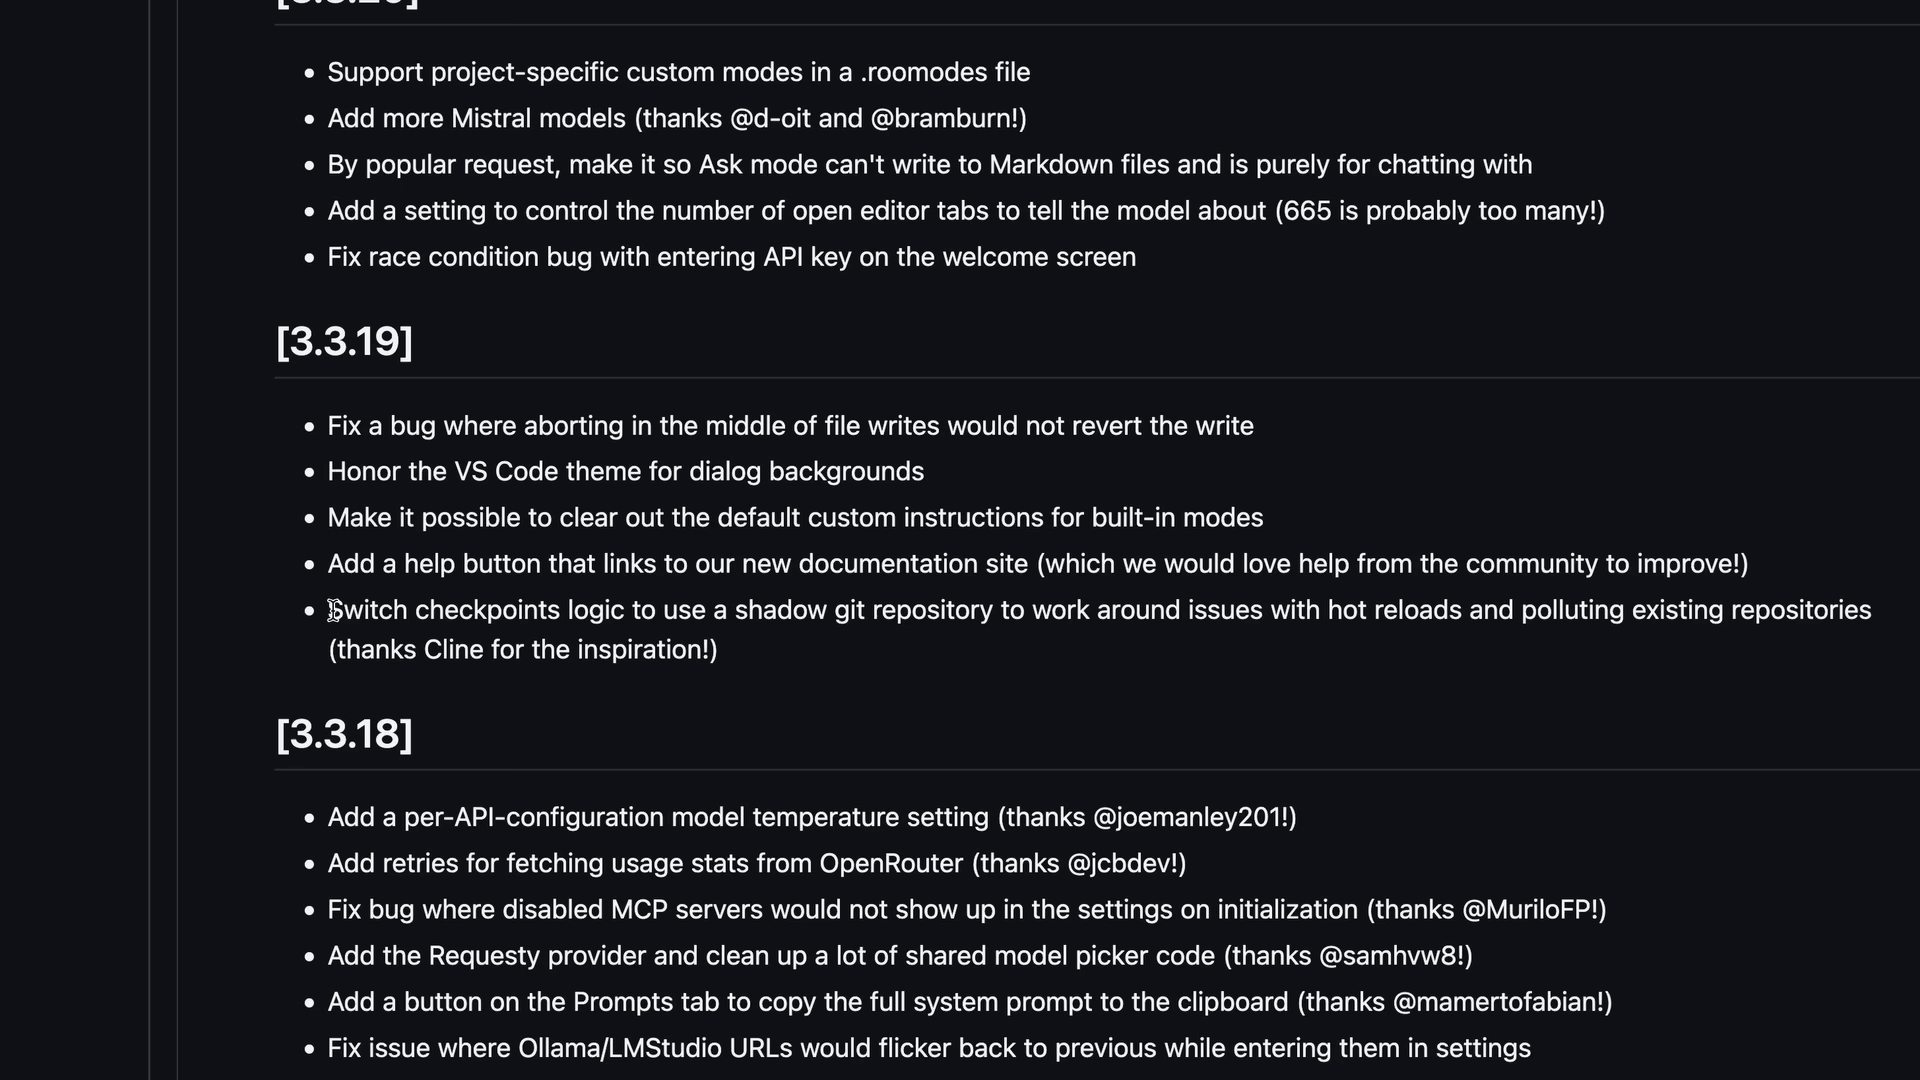 [3.3.20]
Support project-specific custom modes in a .roomodes file
Add more Mistral models (thanks @d-oit and @bramburn!)
By popular request, make it so Ask mode can't write to Markdown files and is purely for chatting with
Add a setting to control the number of open editor tabs to tell the model about (665 is probably too many!)
Fix race condition bug with entering API key on the welcome screen
[3.3.19]
Fix a bug where aborting in the middle of file writes would not revert the write
Honor the VS Code theme for dialog backgrounds
Make it possible to clear out the default custom instructions for built-in modes
Add a help button that links to our new documentation site (which we would love help from the community to improve!)
Switch checkpoints logic to use a shadow git repository to work around issues with hot reloads and polluting existing repositories
(thanks Cline for the inspiration!)
[3.3.18]
Add a per-API-configuration model temperature setting (thanks @joemanley201!)
Add retries for fetching usage stats from OpenRouter (thanks @jcbdev!)
Fix bug where disabled MCP servers would not show up in the settings on initialization (thanks @MuriloFP!)
Add the Requesty provider and clean up a lot of shared model picker code (thanks @samhvw8!)
Add a button on the Prompts tab to copy the full system prompt to the clipboard (thanks @mamertofabian!)
Fix issue where Ollama/LMStudio URLs would flicker back to previous while entering them in settings